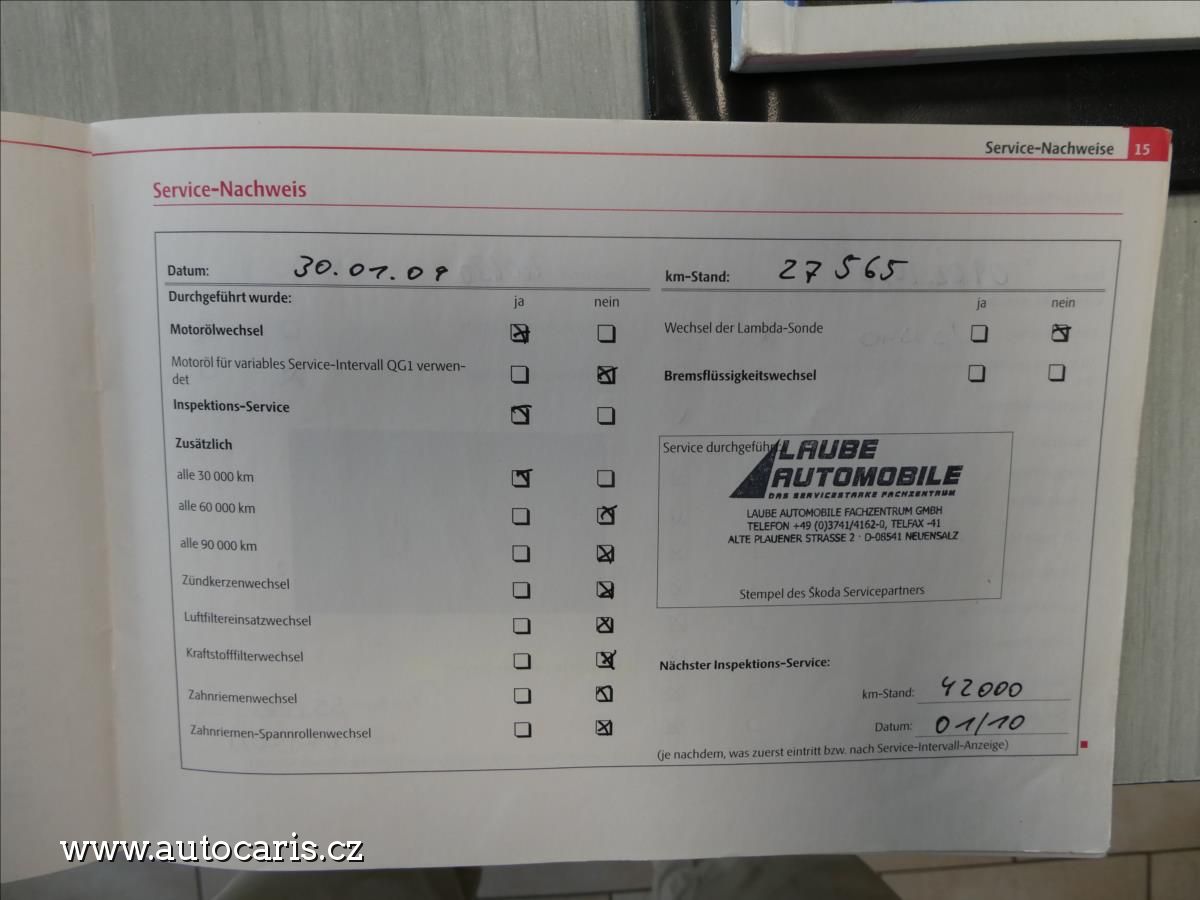 Service-Nachweise 15
Service-Nachweis
Datum: 30.01.09
km-Stand: 27565
Durchgeführt wurde:
ja nein
Motorölwechsel
Motoröl für variables Service-Intervall QG1 verwen-
det
Inspektions-Service
Zusätzlich
alle 30 000 km
alle 60 000 km
alle 90 000 km
Zündkerzenwechsel
Luftfiltereinsatzwechsel
Kraftstofffilterwechsel
Zahnriemenwechsel
Zahnriemen-Spannrollenwechsel
ja nein
Wechsel der Lambda-Sonde
Bremsflüssigkeitswechsel
Service durchgeführt
LAUBE
AUTOMOBILE
DAS SERVICESTARKE FACHZENTRUM
LAUBE AUTOMOBILE FACHZENTRUM GMBH
TELEFON +49 (0)3741/4162-0, TELFAX -41
ALTE PLAUENER STRASSE 2 · D-08541 NEUENSALZ
Stempel des Škoda Servicepartners
Nächster Inspektions-Service:
km-Stand: 42000
Datum: 01/10
(je nachdem, was zuerst eintritt bzw. nach Service-Intervall-Anzeige)
www.autocaris.cz